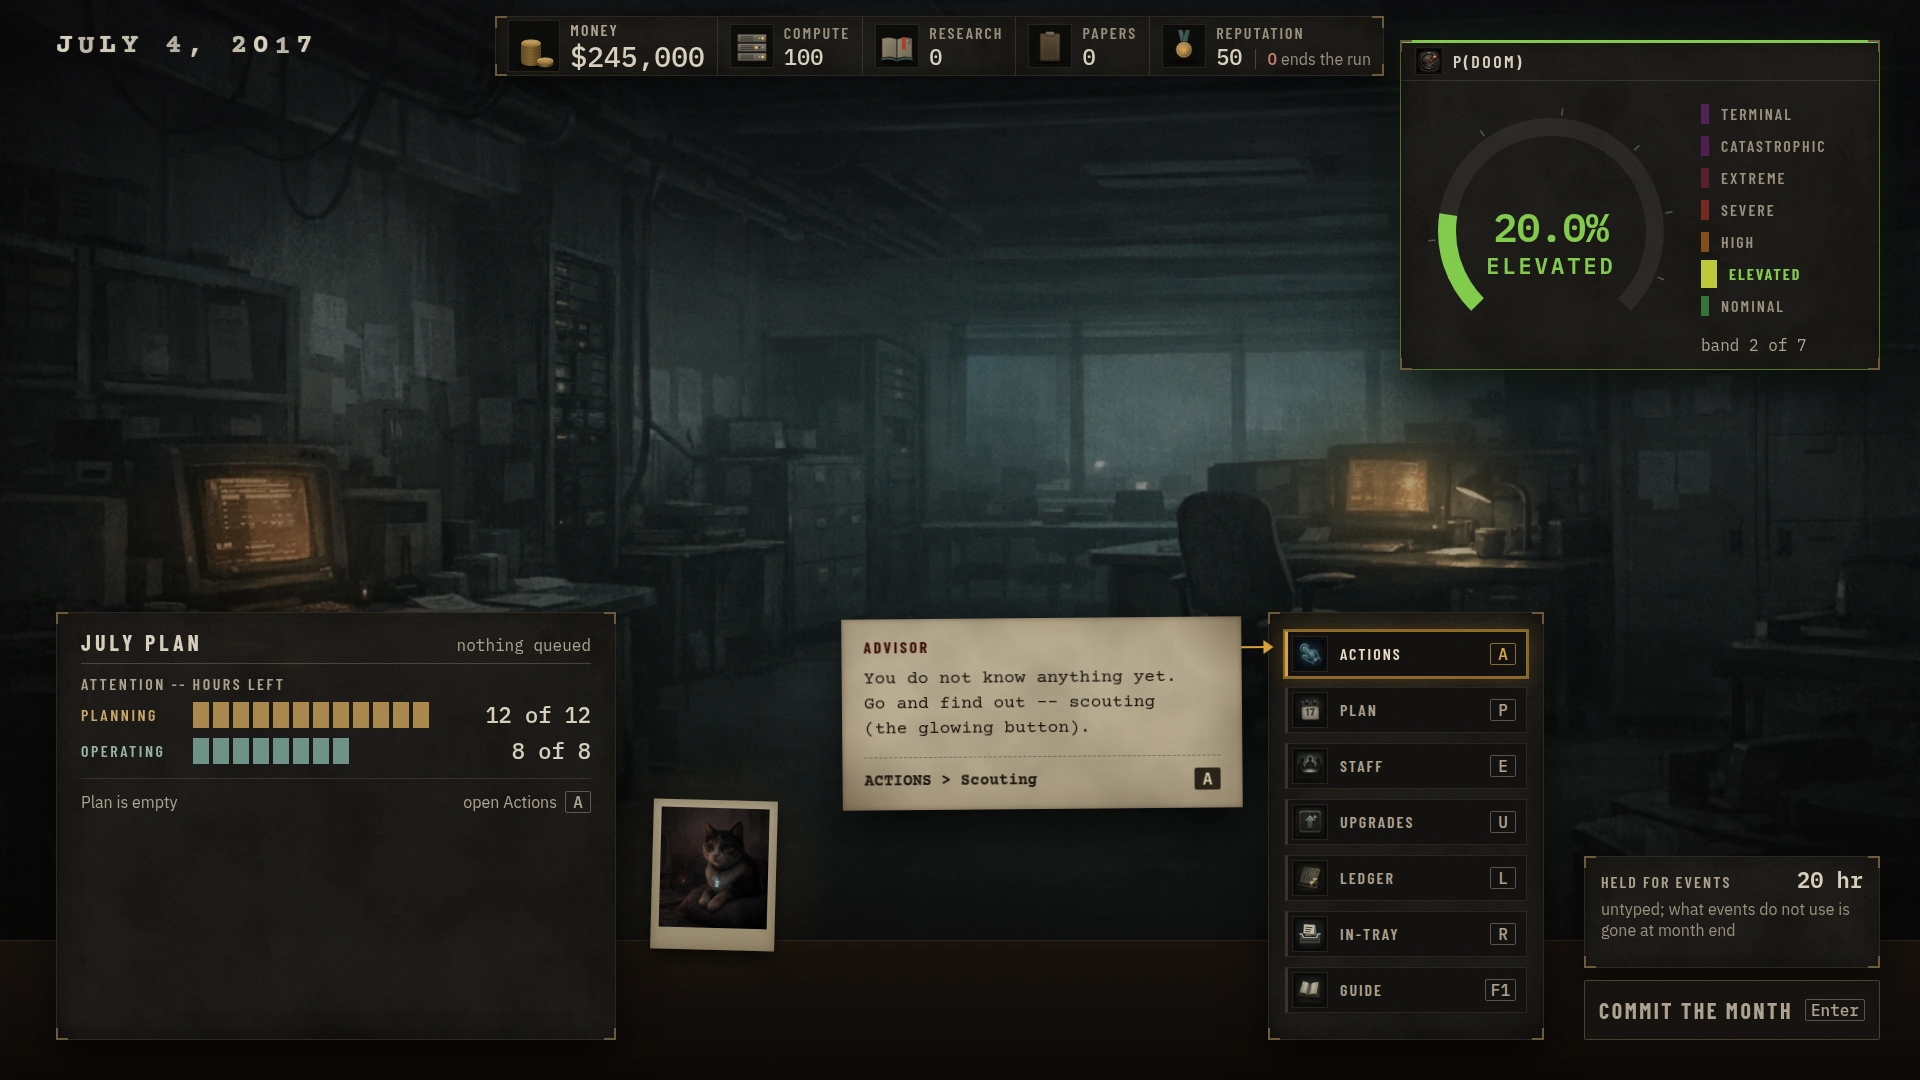 JULY 4, 2017
MONEY
$245,000
COMPUTE
100
RESEARCH
0
PAPERS
0
REPUTATION
50 0 ends the run
P(DOOM)
20.0%
ELEVATED
TERMINAL
CATASTROPHIC
EXTREME
SEVERE
HIGH
ELEVATED
NOMINAL
band 2 of 7
JULY PLAN nothing queued
ATTENTION -- HOURS LEFT
PLANNING 12 of 12
OPERATING 8 of 8
Plan is empty open Actions A
ADVISOR
You do not know anything yet.
Go and find out -- scouting
(the glowing button).
ACTIONS > Scouting A
ACTIONS A
17
PLAN P
STAFF E
UPGRADES U
LEDGER L
IN-TRAY R
GUIDE F1
HELD FOR EVENTS 20 hr
untyped; what events do not use is
gone at month end
COMMIT THE MONTH Enter